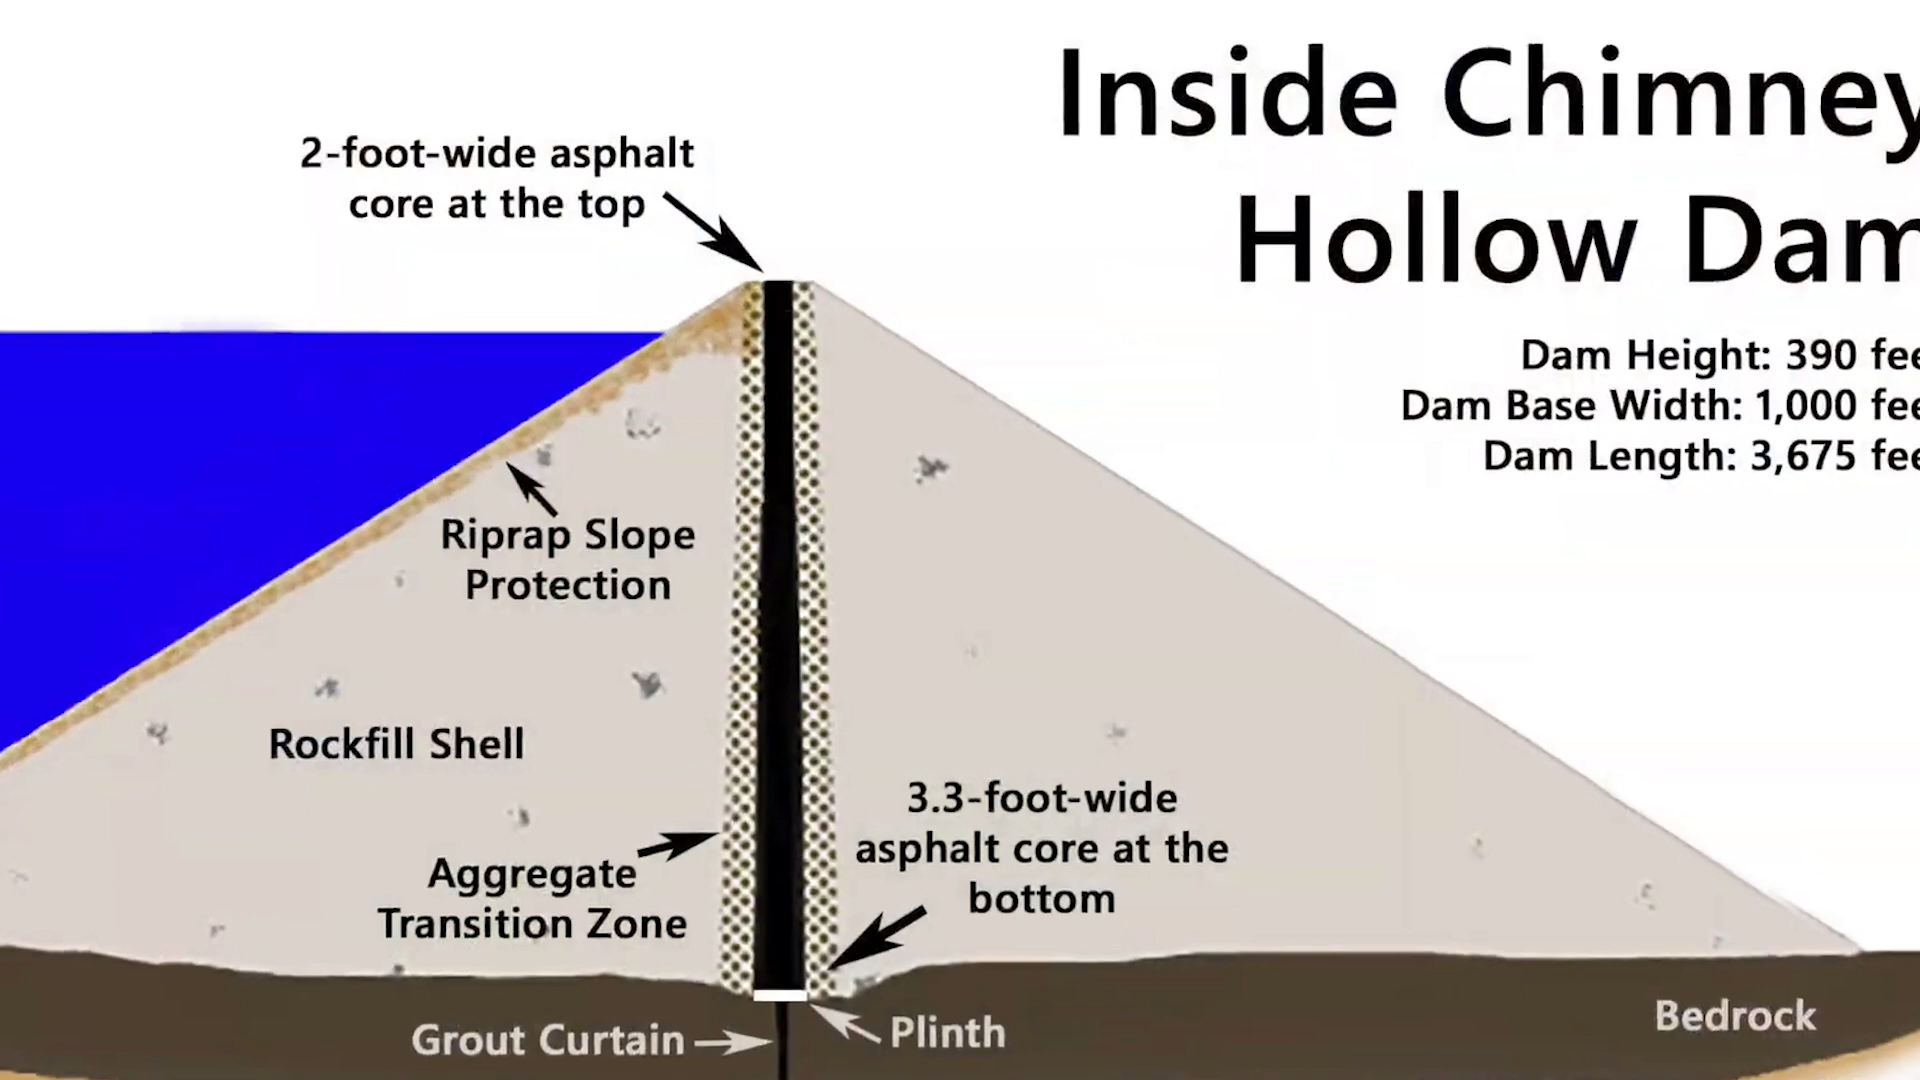 Inside Chimney
Hollow Dam
2-foot-wide asphalt
core at the top
Dam Height: 390 fee
Dam Base Width: 1,000 fee
Dam Length: 3,675 fee
Riprap Slope
Protection
Rockfill Shell
3.3-foot-wide
asphalt core at the
bottom
Aggregate
Transition Zone
Grout Curtain
Plinth
Bedrock